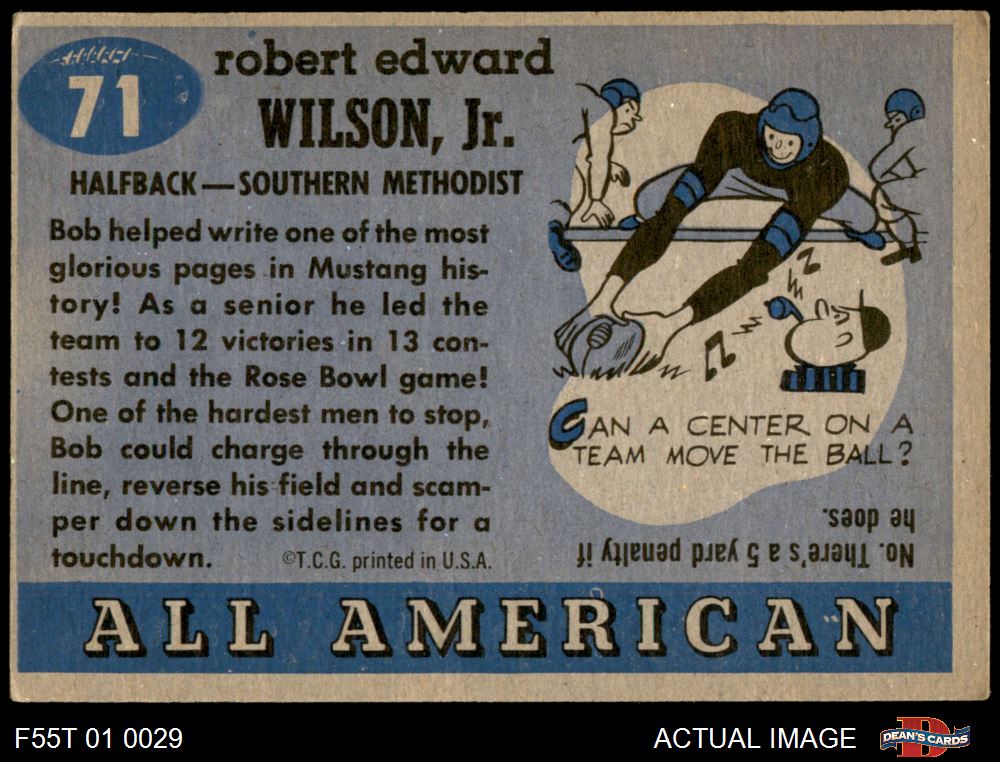 71
robert edward
WILSON, Jr.
HALFBACK—SOUTHERN METHODIST
Bob helped write one of the most
glorious pages in Mustang his-
tory! As a senior he led the
team to 12 victories in 13 con-
tests and the Rose Bowl game!
One of the hardest men to stop,
Bob could charge through the
line, reverse his field and scam-
per down the sidelines for a
touchdown.
©T.C.G. printed in U.S.A.
Z
CAN A CENTER ON A
TEAM MOVE THE BALL?
No. There's a 5 yard penalty if
he does.
ALL AMERICAN
F55T 01 0029
ACTUAL IMAGE
D
DEAN'S CARDS